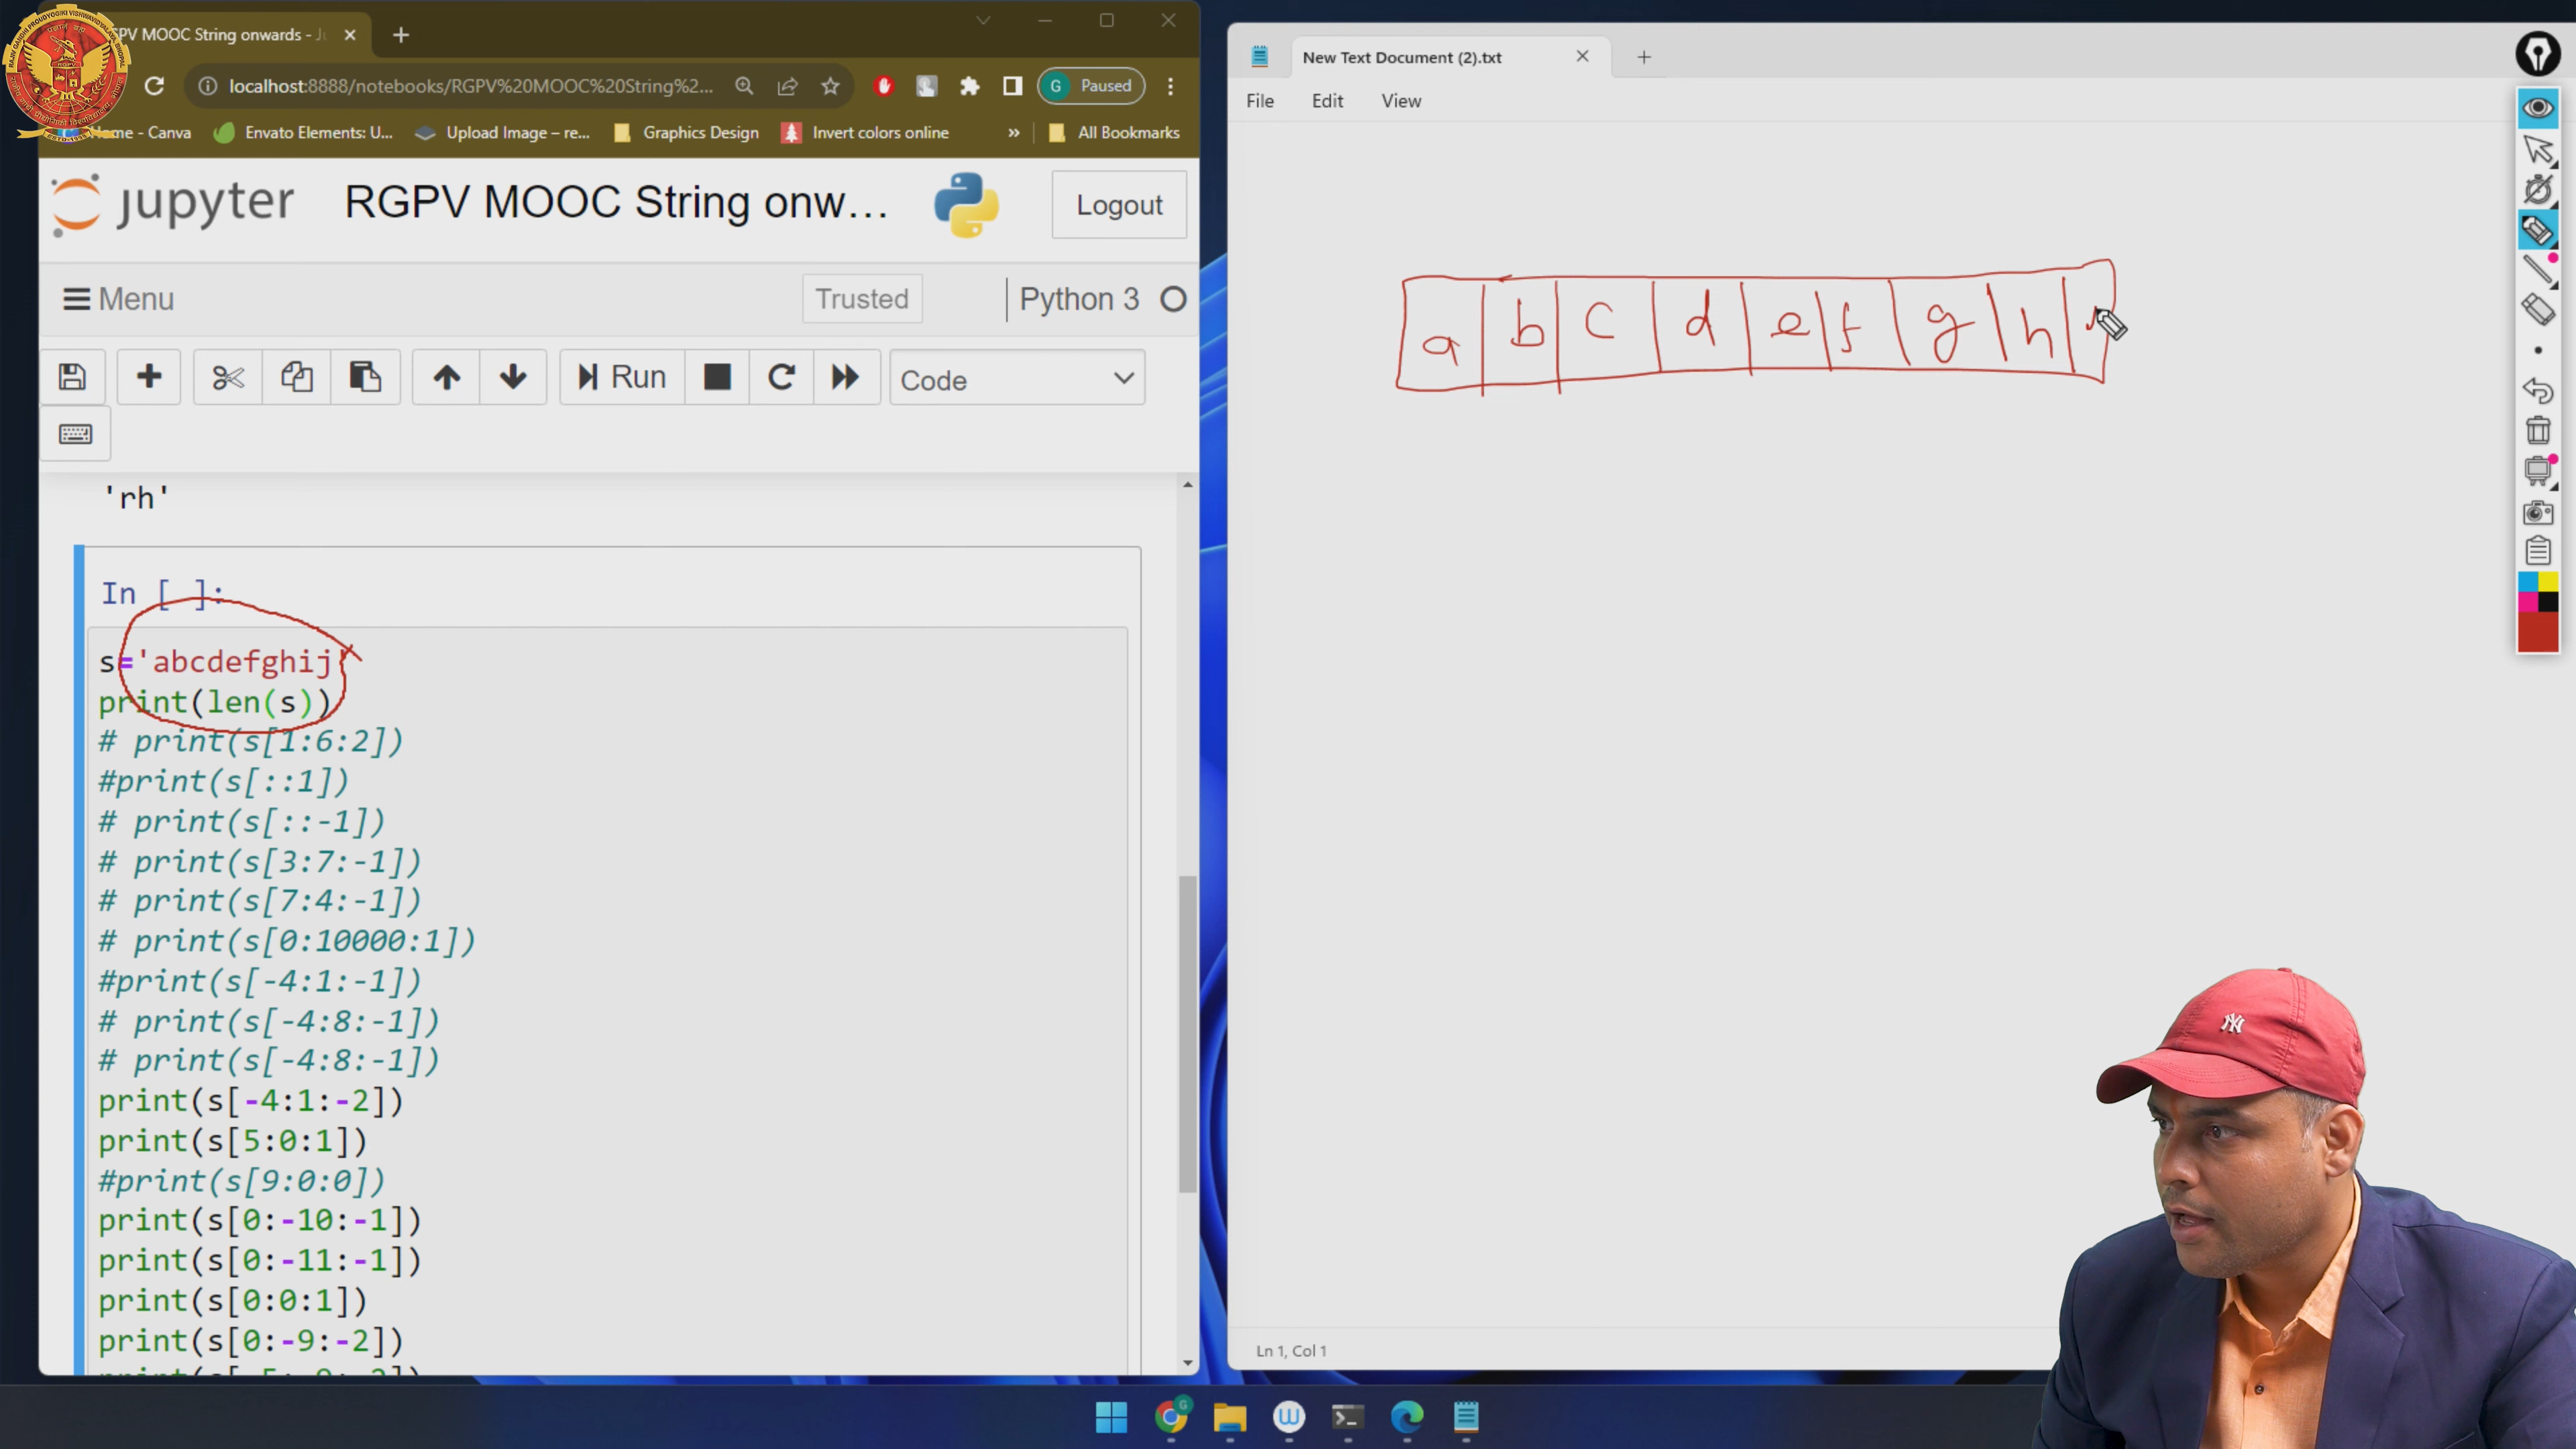 PV MOOC String onwards - Ju
New Text Document (2).txt
localhost:8888/notebooks/RGPV%20MOOC%20String%2...
G Paused
File Edit View
Home - Canva Envato Elements: U... Upload Image – re... Graphics Design Invert colors online » All Bookmarks
jupyter RGPV MOOC String onw... Logout
Menu Trusted Python 3
Run Code
a b c d e f g h
'rh'
In [ ]:
s='abcdefghij'
print(len(s))
# print(s[1:6:2])
#print(s[::1])
# print(s[::-1])
# print(s[3:7:-1])
# print(s[7:4:-1])
# print(s[0:10000:1])
#print(s[-4:1:-1])
# print(s[-4:8:-1])
# print(s[-4:8:-1])
print(s[-4:1:-2])
print(s[5:0:1])
#print(s[9:0:0])
print(s[0:-10:-1])
print(s[0:-11:-1])
print(s[0:0:1])
print(s[0:-9:-2])
Ln 1, Col 1